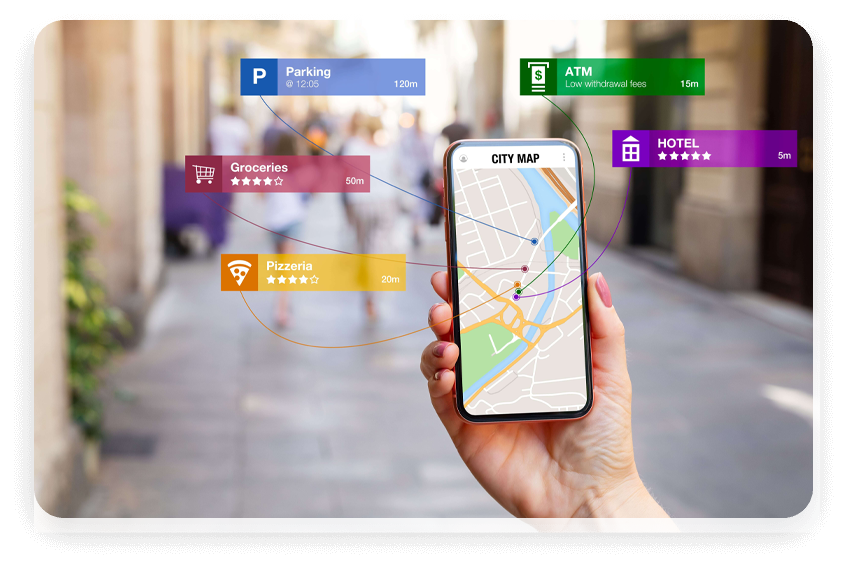 P
Parking
@ 12:05
120m
$
ATM
Low withdrawal fees
15m
HOTEL
5m
CITY MAP
Groceries
50m
Pizzeria
20m